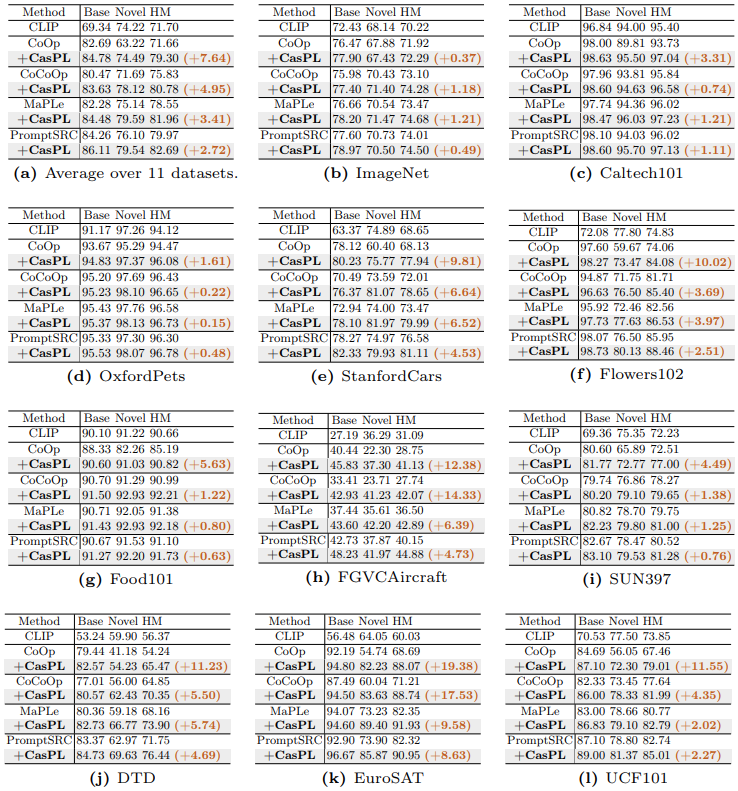 Method Base Novel HM
CLIP 69.34 74.22 71.70
CoOp 82.69 63.22 71.66
+CasPL 84.78 74.49 79.30 (+7.64)
CoCoOp 80.47 71.69 75.83
+CasPL 83.63 78.12 80.78 (+4.95)
MaPLe 82.28 75.14 78.55
+CasPL 84.48 79.59 81.96 (+3.41)
PromptSRC 84.26 76.10 79.97
+CasPL 86.11 79.54 82.69 (+2.72)
(a) Average over 11 datasets.
Method Base Novel HM
CLIP 72.43 68.14 70.22
CoOp 76.47 67.88 71.92
+CasPL 77.90 67.43 72.29 (+0.37)
CoCoOp 75.98 70.43 73.10
+CasPL 77.40 71.40 74.28 (+1.18)
MaPLe 76.66 70.54 73.47
+CasPL 78.20 71.47 74.68 (+1.21)
PromptSRC 77.60 70.73 74.01
+CasPL 78.97 70.50 74.50 (+0.49)
(b) ImageNet
Method Base Novel HM
CLIP 96.84 94.00 95.40
CoOp 98.00 89.81 93.73
+CasPL 98.63 95.50 97.04 (+3.31)
CoCoOp 97.96 93.81 95.84
+CasPL 98.60 94.63 96.58 (+0.74)
MaPLe 97.74 94.36 96.02
+CasPL 98.47 96.03 97.23 (+1.21)
PromptSRC 98.10 94.03 96.02
+CasPL 98.60 95.70 97.13 (+1.11)
(c) Caltech101
Method Base Novel HM
CLIP 91.17 97.26 94.12
CoOp 93.67 95.29 94.47
+CasPL 94.83 97.37 96.08 (+1.61)
CoCoOp 95.20 97.69 96.43
+CasPL 95.23 98.10 96.65 (+0.22)
MaPLe 95.43 97.76 96.58
+CasPL 95.37 98.13 96.73 (+0.15)
PromptSRC 95.33 97.30 96.30
+CasPL 95.53 98.07 96.78 (+0.48)
(d) OxfordPets
Method Base Novel HM
CLIP 63.37 74.89 68.65
CoOp 78.12 60.40 68.13
+CasPL 80.23 75.77 77.94 (+9.81)
CoCoOp 70.49 73.59 72.01
+CasPL 76.37 81.07 78.65 (+6.64)
MaPLe 72.94 74.00 73.47
+CasPL 78.10 81.97 79.99 (+6.52)
PromptSRC 78.27 74.97 76.58
+CasPL 82.33 79.93 81.11 (+4.53)
(e) StanfordCars
Method Base Novel HM
CLIP 72.08 77.80 74.83
CoOp 97.60 59.67 74.06
+CasPL 98.27 73.47 84.08 (+10.02)
CoCoOp 94.87 71.75 81.71
+CasPL 96.63 76.50 85.40 (+3.69)
MaPLe 95.92 72.46 82.56
+CasPL 97.73 77.63 86.53 (+3.97)
PromptSRC 98.07 76.50 85.95
+CasPL 98.73 80.13 88.46 (+2.51)
(f) Flowers102
Method Base Novel HM
CLIP 90.10 91.22 90.66
CoOp 88.33 82.26 85.19
+CasPL 90.60 91.03 90.82 (+5.63)
CoCoOp 90.70 91.29 90.99
+CasPL 91.50 92.93 92.21 (+1.22)
MaPLe 90.71 92.05 91.38
+CasPL 91.43 92.93 92.18 (+0.80)
PromptSRC 90.67 91.53 91.10
+CasPL 91.27 92.20 91.73 (+0.63)
(g) Food101
Method Base Novel HM
CLIP 27.19 36.29 31.09
CoOp 40.44 22.30 28.75
+CasPL 45.83 37.30 41.13 (+12.38)
CoCoOp 33.41 23.71 27.74
+CasPL 42.93 41.23 42.07 (+14.33)
MaPLe 37.44 35.61 36.50
+CasPL 43.60 42.20 42.89 (+6.39)
PromptSRC 42.73 37.87 40.15
+CasPL 48.23 41.97 44.88 (+4.73)
(h) FGVCAircraft
Method Base Novel HM
CLIP 69.36 75.35 72.23
CoOp 80.60 65.89 72.51
+CasPL 81.77 72.77 77.00 (+4.49)
CoCoOp 79.74 76.86 78.27
+CasPL 80.20 79.10 79.65 (+1.38)
MaPLe 80.82 78.70 79.75
+CasPL 82.23 79.80 81.00 (+1.25)
PromptSRC 82.67 78.47 80.52
+CasPL 83.10 79.53 81.28 (+0.76)
(i) SUN397
Method Base Novel HM
CLIP 53.24 59.90 56.37
CoOp 79.44 41.18 54.24
+CasPL 82.57 54.23 65.47 (+11.23)
CoCoOp 77.01 56.00 64.85
+CasPL 80.57 62.43 70.35 (+5.50)
MaPLe 80.36 59.18 68.16
+CasPL 82.73 66.77 73.90 (+5.74)
PromptSRC 83.37 62.97 71.75
+CasPL 84.73 69.63 76.44 (+4.69)
(j) DTD
Method Base Novel HM
CLIP 56.48 64.05 60.03
CoOp 92.19 54.74 68.69
+CasPL 94.80 82.23 88.07 (+19.38)
CoCoOp 87.49 60.04 71.21
+CasPL 94.50 83.63 88.74 (+17.53)
MaPLe 94.07 73.23 82.35
+CasPL 94.60 89.40 91.93 (+9.58)
PromptSRC 92.90 73.90 82.32
+CasPL 96.67 85.87 90.95 (+8.63)
(k) EuroSAT
Method Base Novel HM
CLIP 70.53 77.50 73.85
CoOp 84.69 56.05 67.46
+CasPL 87.10 72.30 79.01 (+11.55)
CoCoOp 82.33 73.45 77.64
+CasPL 86.00 78.33 81.99 (+4.35)
MaPLe 83.00 78.66 80.77
+CasPL 86.83 79.10 82.79 (+2.02)
PromptSRC 87.10 78.80 82.74
+CasPL 89.00 81.37 85.01 (+2.27)
(l) UCF101